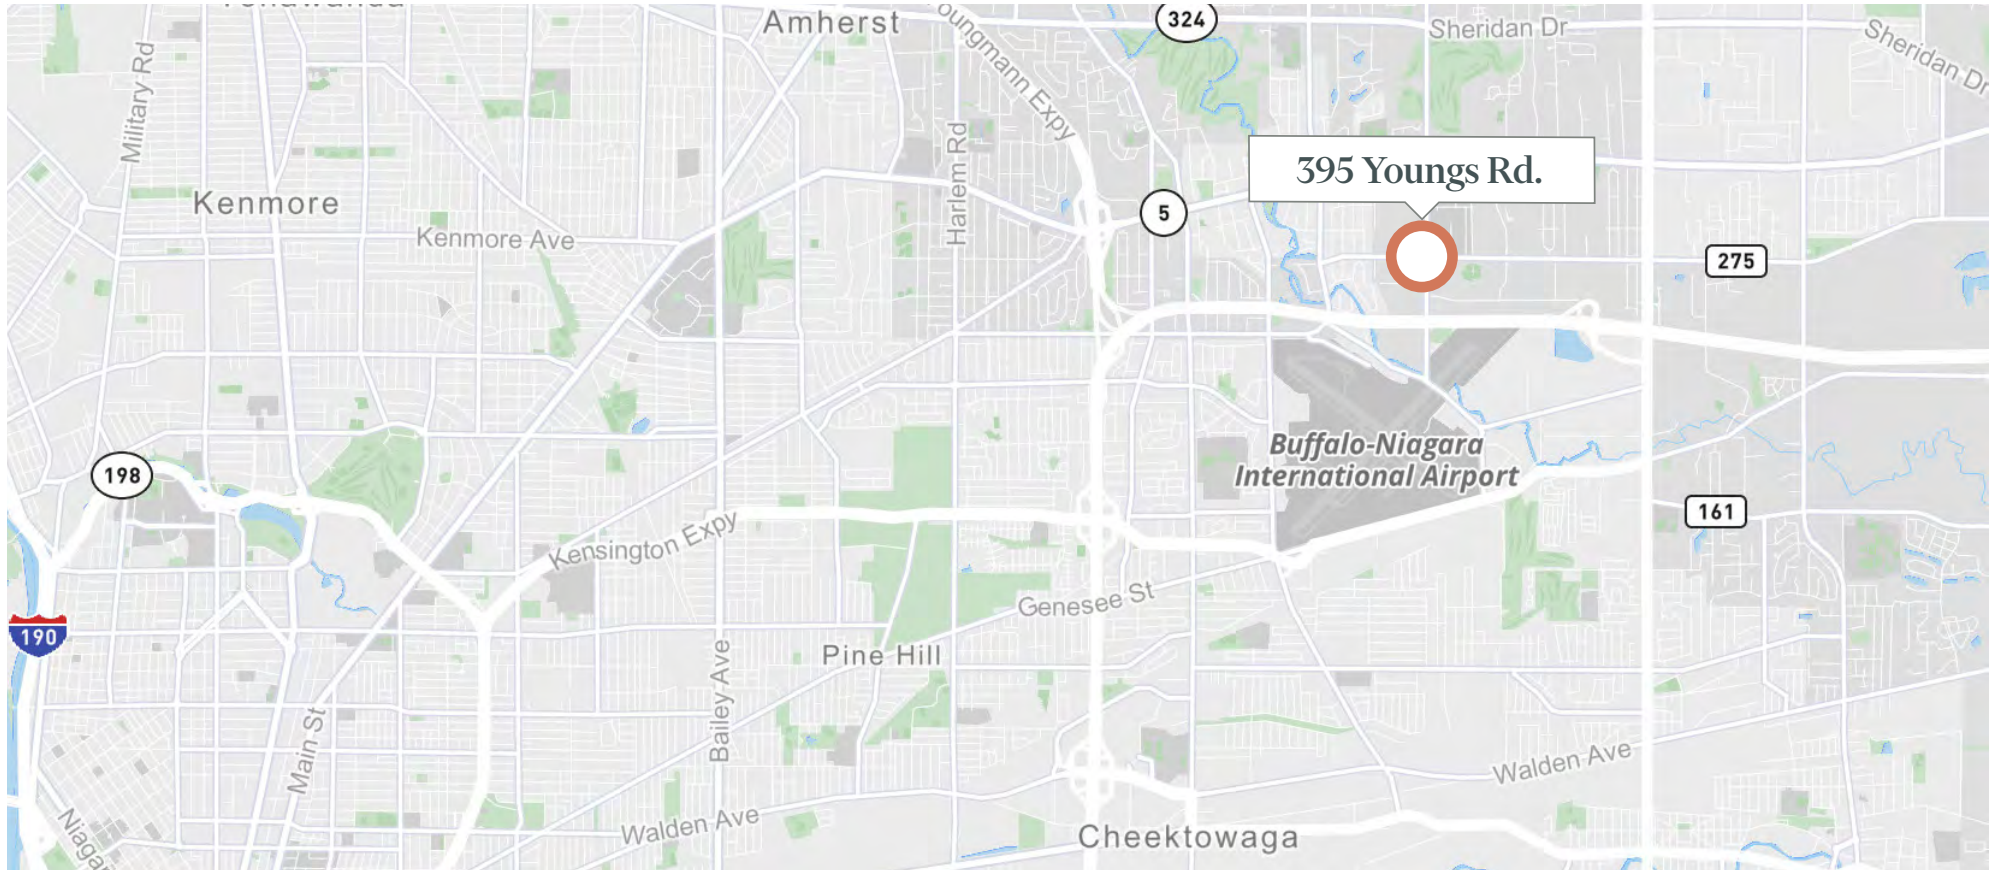 Amherst
324
Sheridan Dr
Sheridan Dr
Military Rd
Youngmann Expy
Harlem Rd
395 Youngs Rd.
Kenmore
5
Kenmore Ave
275
Buffalo-Niagara
International Airport
198
161
Kensington Expy
Genesee St
190
Pine Hill
Bailey Ave
Main St
Walden Ave
Walden Ave
Cheektowaga